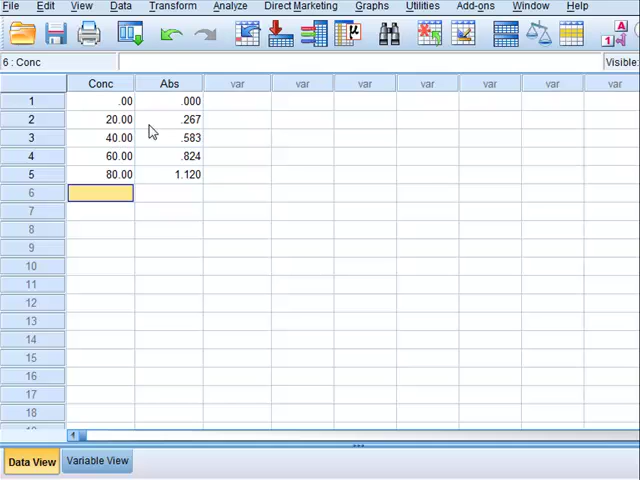 File Edit View Data Transform Analyze Direct Marketing Graphs Utilities Add-ons Window Help
6 : Conc Visible:
Conc Abs var var var var var var var
1 .00 .000
2 20.00 .267
3 40.00 .583
4 60.00 .824
5 80.00 1.120
6
7
8
9
10
11
12
13
14
15
16
17
18
Data View Variable View